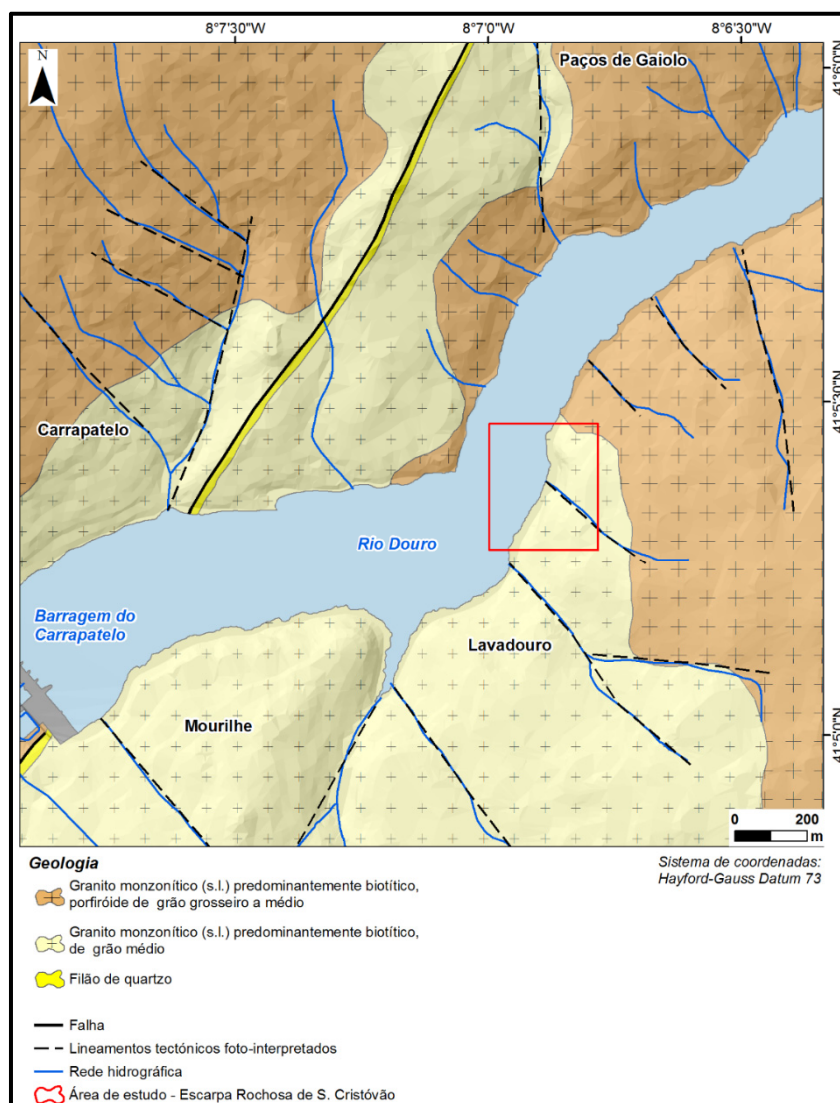 8°7'30"W
8°7'0"W
8°6'30"W
N
Paços de Gaiolo
41°6'0"N
41°5'30"N
Carrapatelo
Rio Douro
Barragem do
Carrapatelo
Lavadouro
Mourilhe
41°5'0"N
0 200
m
Geologia
Sistema de coordenadas:
Hayford-Gauss Datum 73
Granito monzonítico (s.l.) predominantemente biotítico,
porfiróide de grão grosseiro a médio
Granito monzonítico (s.l.) predominantemente biotítico,
de grão médio
Filão de quartzo
Falha
Lineamentos tectónicos foto-interpretados
Rede hidrográfica
Área de estudo - Escarpa Rochosa de S. Cristóvão